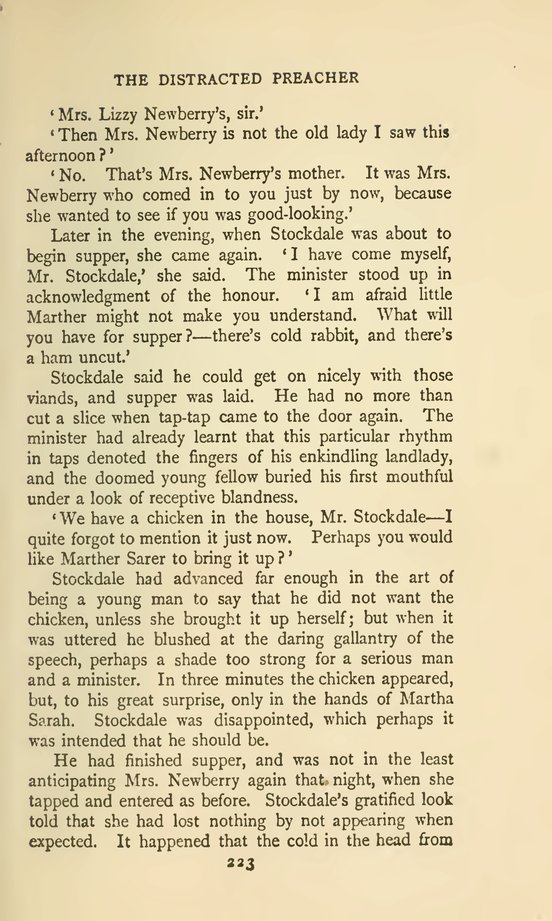 THE DISTRACTED PREACHER
‘Mrs. Lizzy Newberry's, sir.’
‘Then Mrs. Newberry is not the old lady I saw this
afternoon?’
‘No. That's Mrs. Newberry's mother. It was Mrs.
Newberry who comed in to you just by now, because
she wanted to see if you was good-looking.’
Later in the evening, when Stockdale was about to
begin supper, she came again. ‘I have come myself,
Mr. Stockdale,’ she said. The minister stood up in
acknowledgment of the honour. ‘I am afraid little
Marther might not make you understand. What will
you have for supper?—there's cold rabbit, and there's
a ham uncut.’
Stockdale said he could get on nicely with those
viands, and supper was laid. He had no more than
cut a slice when tap-tap came to the door again. The
minister had already learnt that this particular rhythm
in taps denoted the fingers of his enkindling landlady,
and the doomed young fellow buried his first mouthful
under a look of receptive blandness.
‘We have a chicken in the house, Mr. Stockdale—I
quite forgot to mention it just now. Perhaps you would
like Marther Sarer to bring it up?’
Stockdale had advanced far enough in the art of
being a young man to say that he did not want the
chicken, unless she brought it up herself; but when it
was uttered he blushed at the daring gallantry of the
speech, perhaps a shade too strong for a serious man
and a minister. In three minutes the chicken appeared,
but, to his great surprise, only in the hands of Martha
Sarah. Stockdale was disappointed, which perhaps it
was intended that he should be.
He had finished supper, and was not in the least
anticipating Mrs. Newberry again that night, when she
tapped and entered as before. Stockdale's gratified look
told that she had lost nothing by not appearing when
expected. It happened that the cold in the head from
223